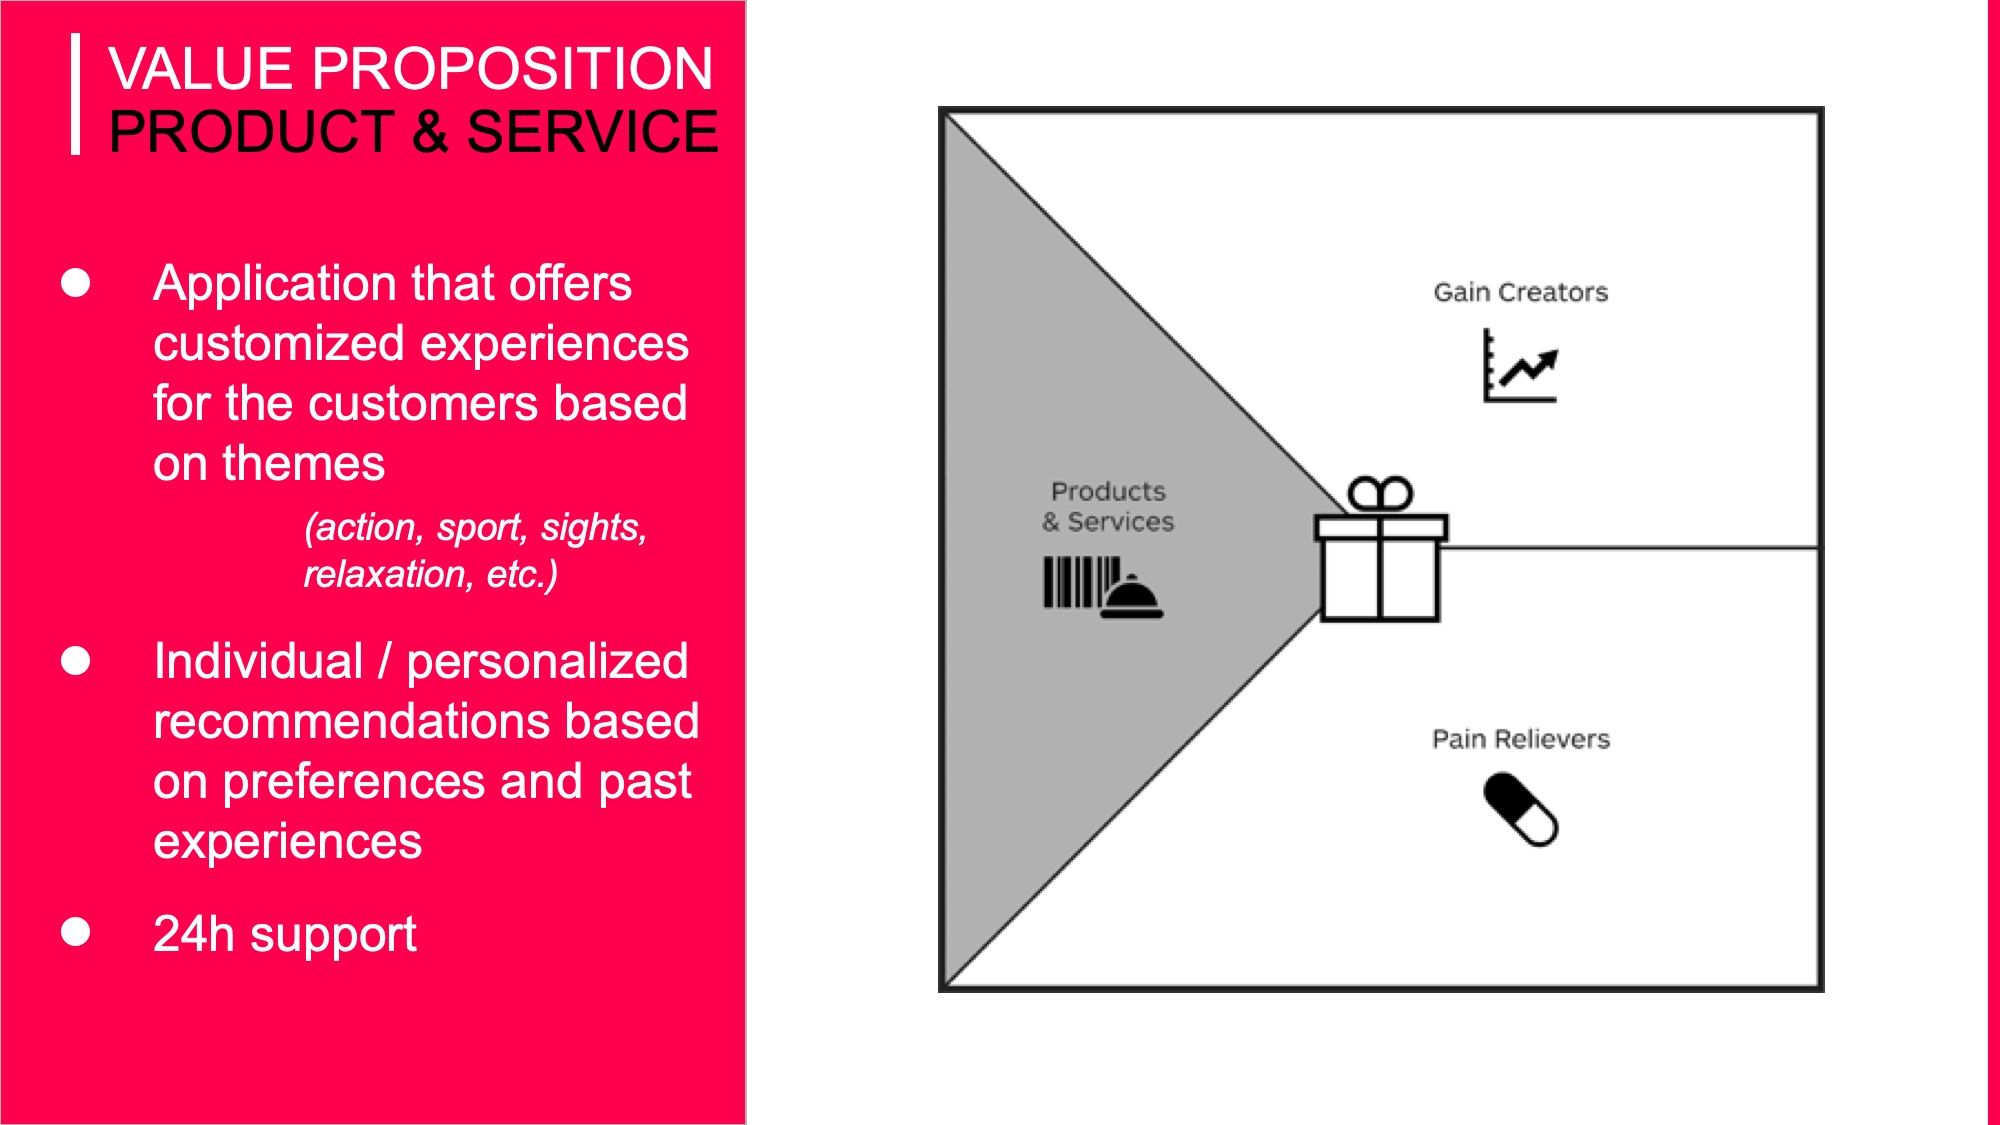 VALUE PROPOSITION
PRODUCT & SERVICE
Application that offers
customized experiences
for the customers based
on themes
(action, sport, sights,
relaxation, etc.)
Individual / personalized
recommendations based
on preferences and past
experiences
24h support
Gain Creators
Products
& Services
Pain Relievers